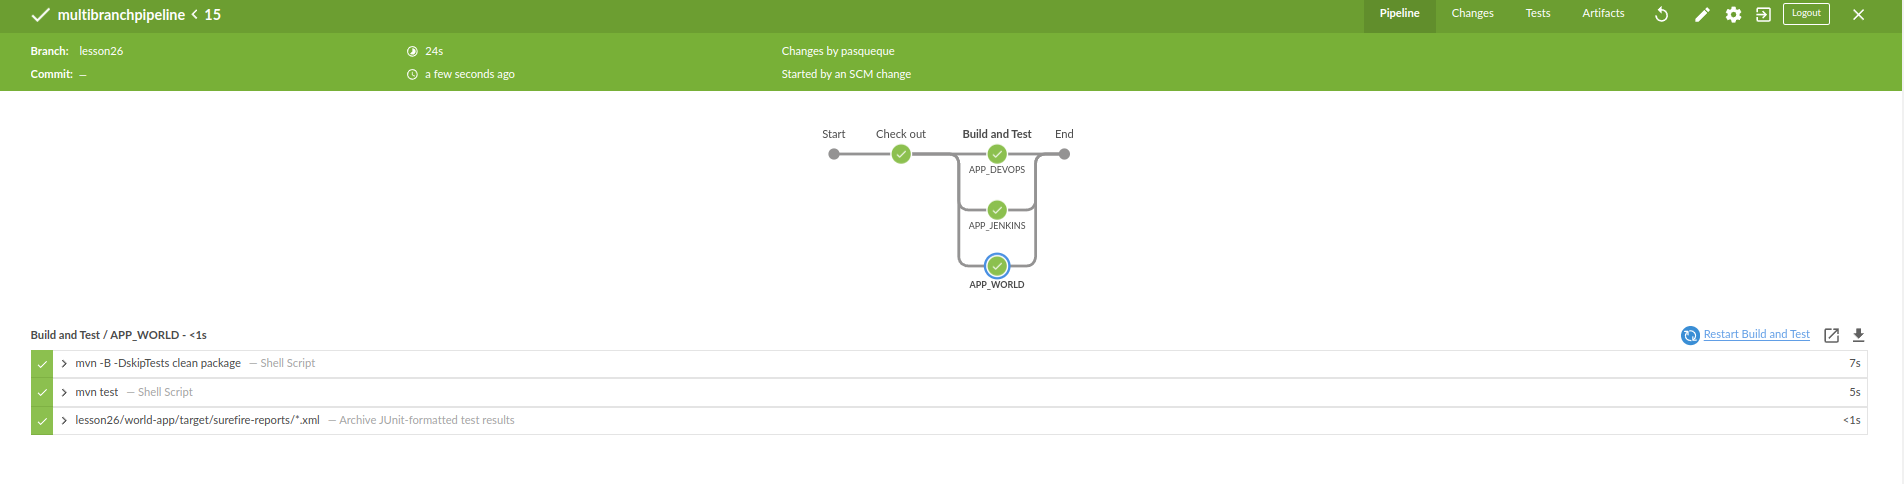 multibranchpipeline < 15
Pipeline Changes Tests Artifacts Logout
Branch: lesson26 24s Changes by pasqueque
Commit: – a few seconds ago Started by an SCM change
Start Check out Build and Test End
APP_DEVOPS
APP_JENKINS
APP_WORLD
Build and Test / APP_WORLD - <1s Restart Build and Test
mvn -B -DskipTests clean package — Shell Script 7s
mvn test — Shell Script 5s
lesson26/world-app/target/surefire-reports/*.xml — Archive JUnit-formatted test results <1s